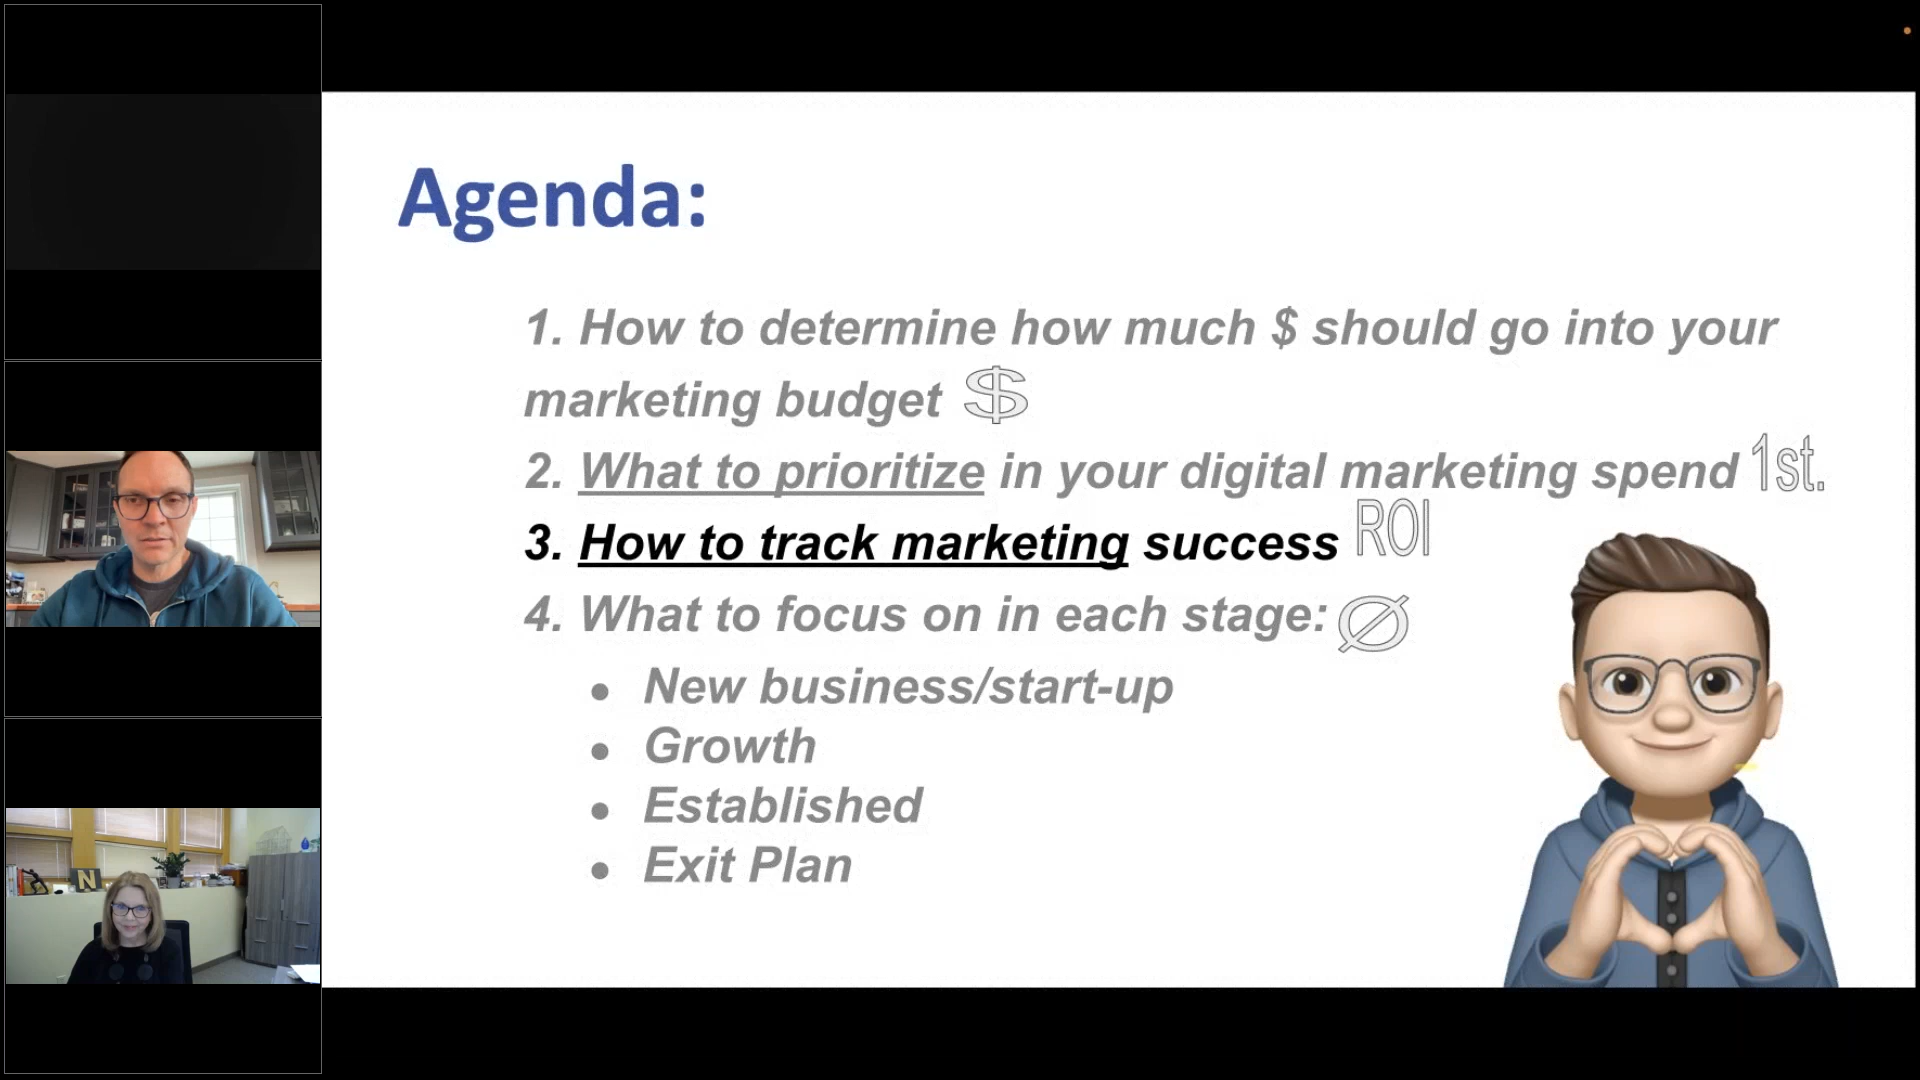 Agenda:
1. How to determine how much $ should go into your
marketing budget $
2. What to prioritize in your digital marketing spend 1st.
3. How to track marketing success ROI
4. What to focus on in each stage: Ø
● New business/start-up
● Growth
● Established
● Exit Plan
N